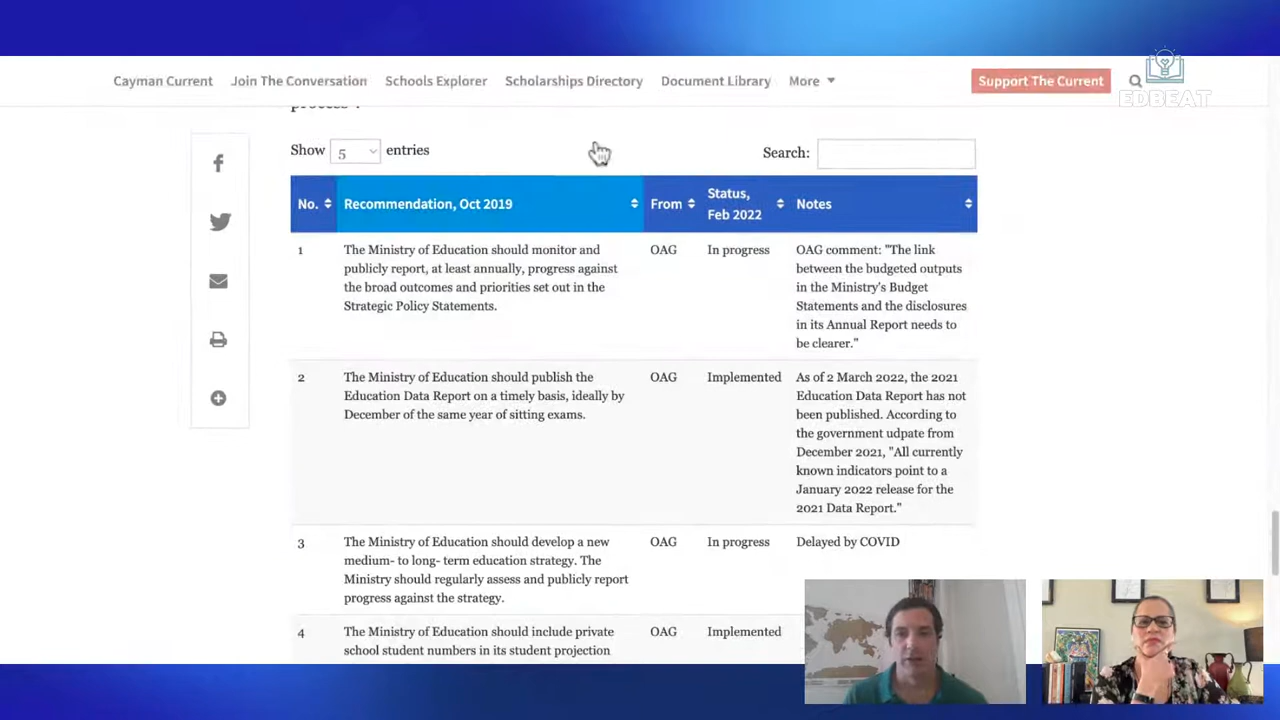 Cayman Current Join The Conversation Schools Explorer Scholarships Directory Document Library More Support The Current
EDBEAT
Show 5 entries Search:
No. Recommendation, Oct 2019 From Status, Feb 2022 Notes
1 The Ministry of Education should monitor and OAG In progress OAG comment: "The link
publicly report, at least annually, progress against between the budgeted outputs
the broad outcomes and priorities set out in the in the Ministry's Budget
Strategic Policy Statements. Statements and the disclosures
in its Annual Report needs to
be clearer."
2 The Ministry of Education should publish the OAG Implemented As of 2 March 2022, the 2021
Education Data Report on a timely basis, ideally by Education Data Report has not
December of the same year of sitting exams. been published. According to
the government udpate from
December 2021, "All currently
known indicators point to a
January 2022 release for the
2021 Data Report."
3 The Ministry of Education should develop a new OAG In progress Delayed by COVID
medium- to long- term education strategy. The
Ministry should regularly assess and publicly report
progress against the strategy.
4 The Ministry of Education should include private OAG Implemented
school student numbers in its student projection